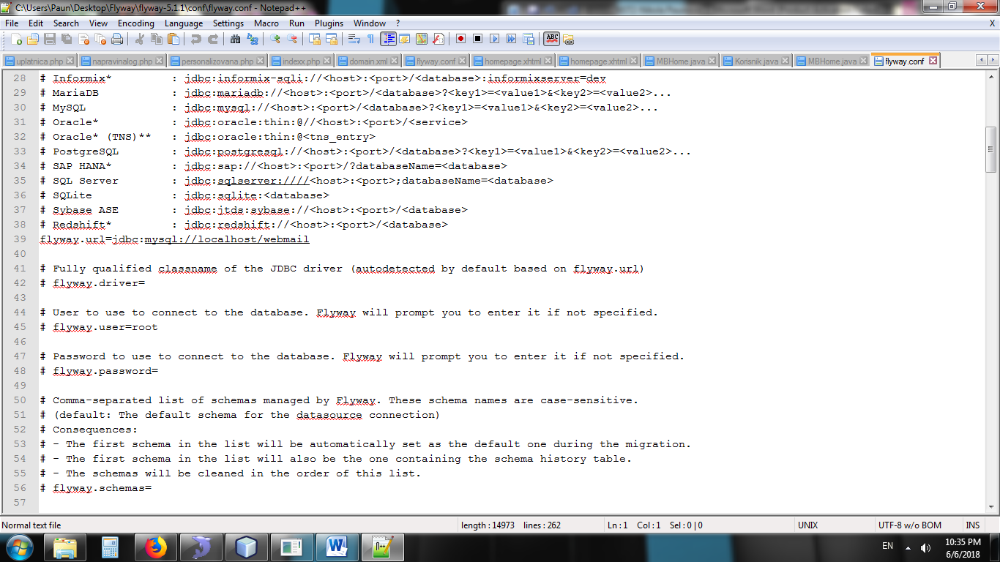 C:\Users\Paun\Desktop\Flyway\flyway-5.1.1\conf\flyway.conf - Notepad++
File Edit Search View Encoding Language Settings Macro Run Plugins Window ? X
ABC
uplatnica.php napravinalog.php personalizovana.php indexx.php domain.xml flyway.conf homepage.xhtml homepage.xhtml MBHome.java Korisnik.java MBHome.java flyway.conf
28 # Informix* : jdbc:informix-sqli://<host>:<port>/<database>:informixserver=dev
29 # MariaDB : jdbc:mariadb://<host>:<port>/<database>?<key1>=<value1>&<key2>=<value2>...
30 # MySQL : jdbc:mysql://<host>:<port>/<database>?<key1>=<value1>&<key2>=<value2>...
31 # Oracle* : jdbc:oracle:thin:@//<host>:<port>/<service>
32 # Oracle* (TNS)** : jdbc:oracle:thin:@<tns_entry>
33 # PostgreSQL : jdbc:postgresql://<host>:<port>/<database>?<key1>=<value1>&<key2>=<value2>...
34 # SAP HANA* : jdbc:sap://<host>:<port>/?databaseName=<database>
35 # SQL Server : jdbc:sqlserver:////<host>:<port>;databaseName=<database>
36 # SQLite : jdbc:sqlite:<database>
37 # Sybase ASE : jdbc:jtds:sybase://<host>:<port>/<database>
38 # Redshift* : jdbc:redshift://<host>:<port>/<database>
39 flyway.url=jdbc:mysql://localhost/webmail
40
41 # Fully qualified classname of the JDBC driver (autodetected by default based on flyway.url)
42 # flyway.driver=
43
44 # User to use to connect to the database. Flyway will prompt you to enter it if not specified.
45 # flyway.user=root
46
47 # Password to use to connect to the database. Flyway will prompt you to enter it if not specified.
48 # flyway.password=
49
50 # Comma-separated list of schemas managed by Flyway. These schema names are case-sensitive.
51 # (default: The default schema for the datasource connection)
52 # Consequences:
53 # - The first schema in the list will be automatically set as the default one during the migration.
54 # - The first schema in the list will also be the one containing the schema history table.
55 # - The schemas will be cleaned in the order of this list.
56 # flyway.schemas=
57
Normal text file length : 14973 lines : 262 Ln : 1 Col : 1 Sel : 0 | 0 UNIX UTF-8 w/o BOM INS
EN 10:35 PM
6/6/2018